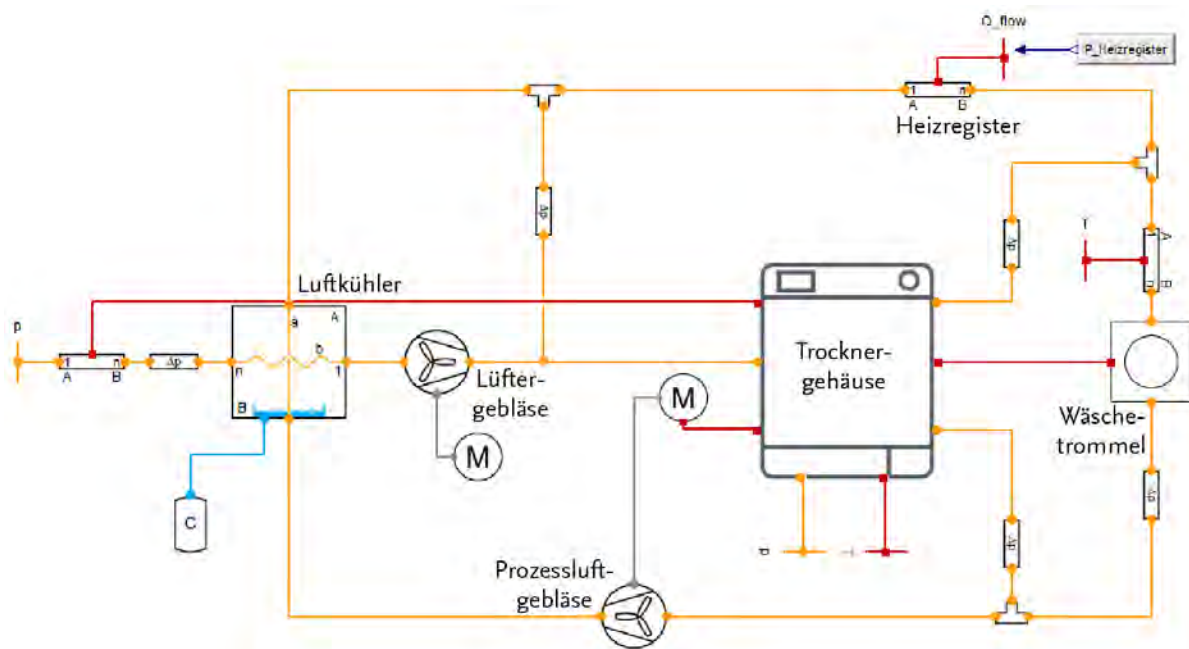 Q_flow
P_Heizregister
1
n
A
B
Heizregister
Δp
Δp
T
1
A
n
B
Luftkühler
a
A
b
n
1
B
p
1
n
A
B
Δp
Lüfter-
gebläse
M
M
Trockner-
gehäuse
Wäsche-
trommel
Δp
C
p
T
Δp
Prozessluft-
gebläse